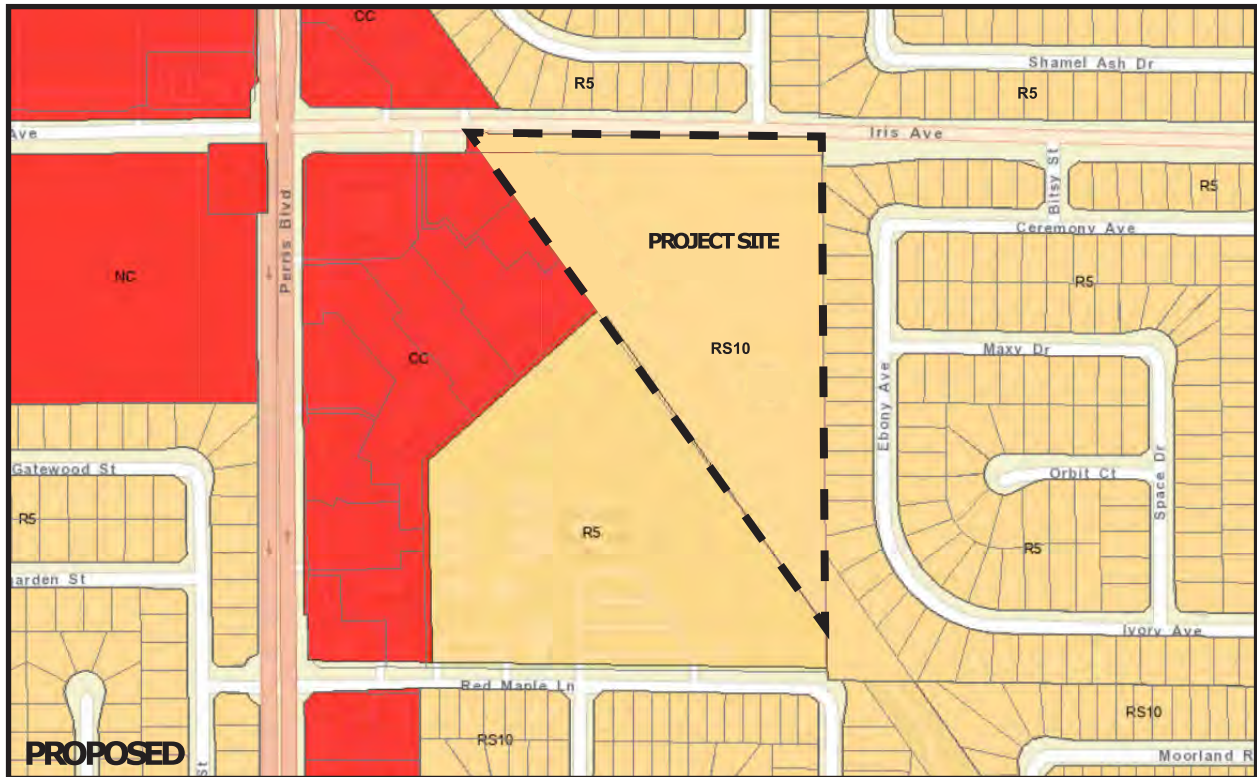 CC
Shamel Ash Dr
R5
R5
Ave
Iris Ave
Bitsy St
R5
Ceremony Ave
PROJECT SITE
Perris Blvd
NC
R5
RS10
Maxy Dr
CC
Ebony Ave
Gatewood St
Orbit Ct
Space Dr
R5
R5
R5
arden St
Ivory Ave
Red Maple Ln
RS10
RS10
PROPOSED
St
Moorland R